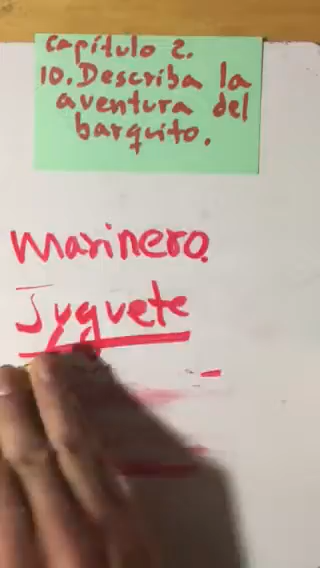 Capítulo 2.
10. Describa la
aventura del
barquito.
Marinero.
Juguete